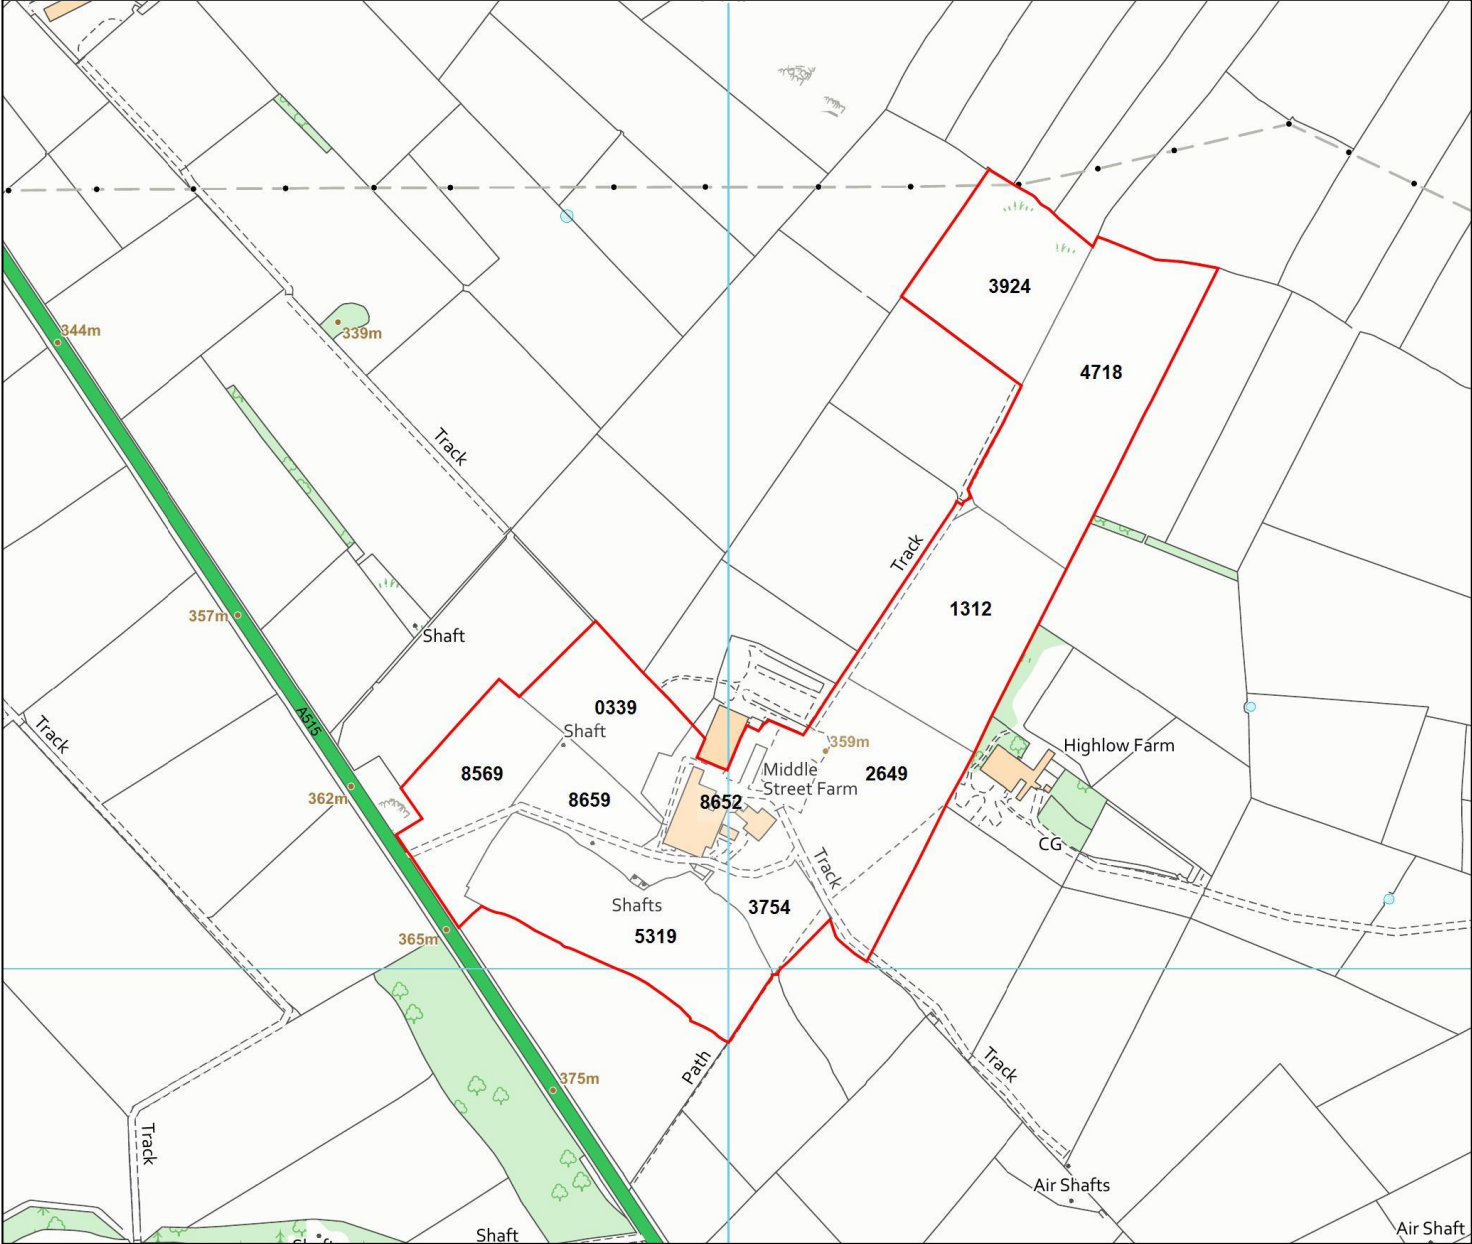 3924
344m
339m
4718
Track
Track
1312
357m
Shaft
0339
A515
Track
Shaft
359m
Highlow Farm
8569
Middle
Street Farm
2649
362m
8659
8652
CG
Track
Shafts
3754
365m
5319
Path
Track
375m
Track
Air Shafts
Shaft
Air Shaft